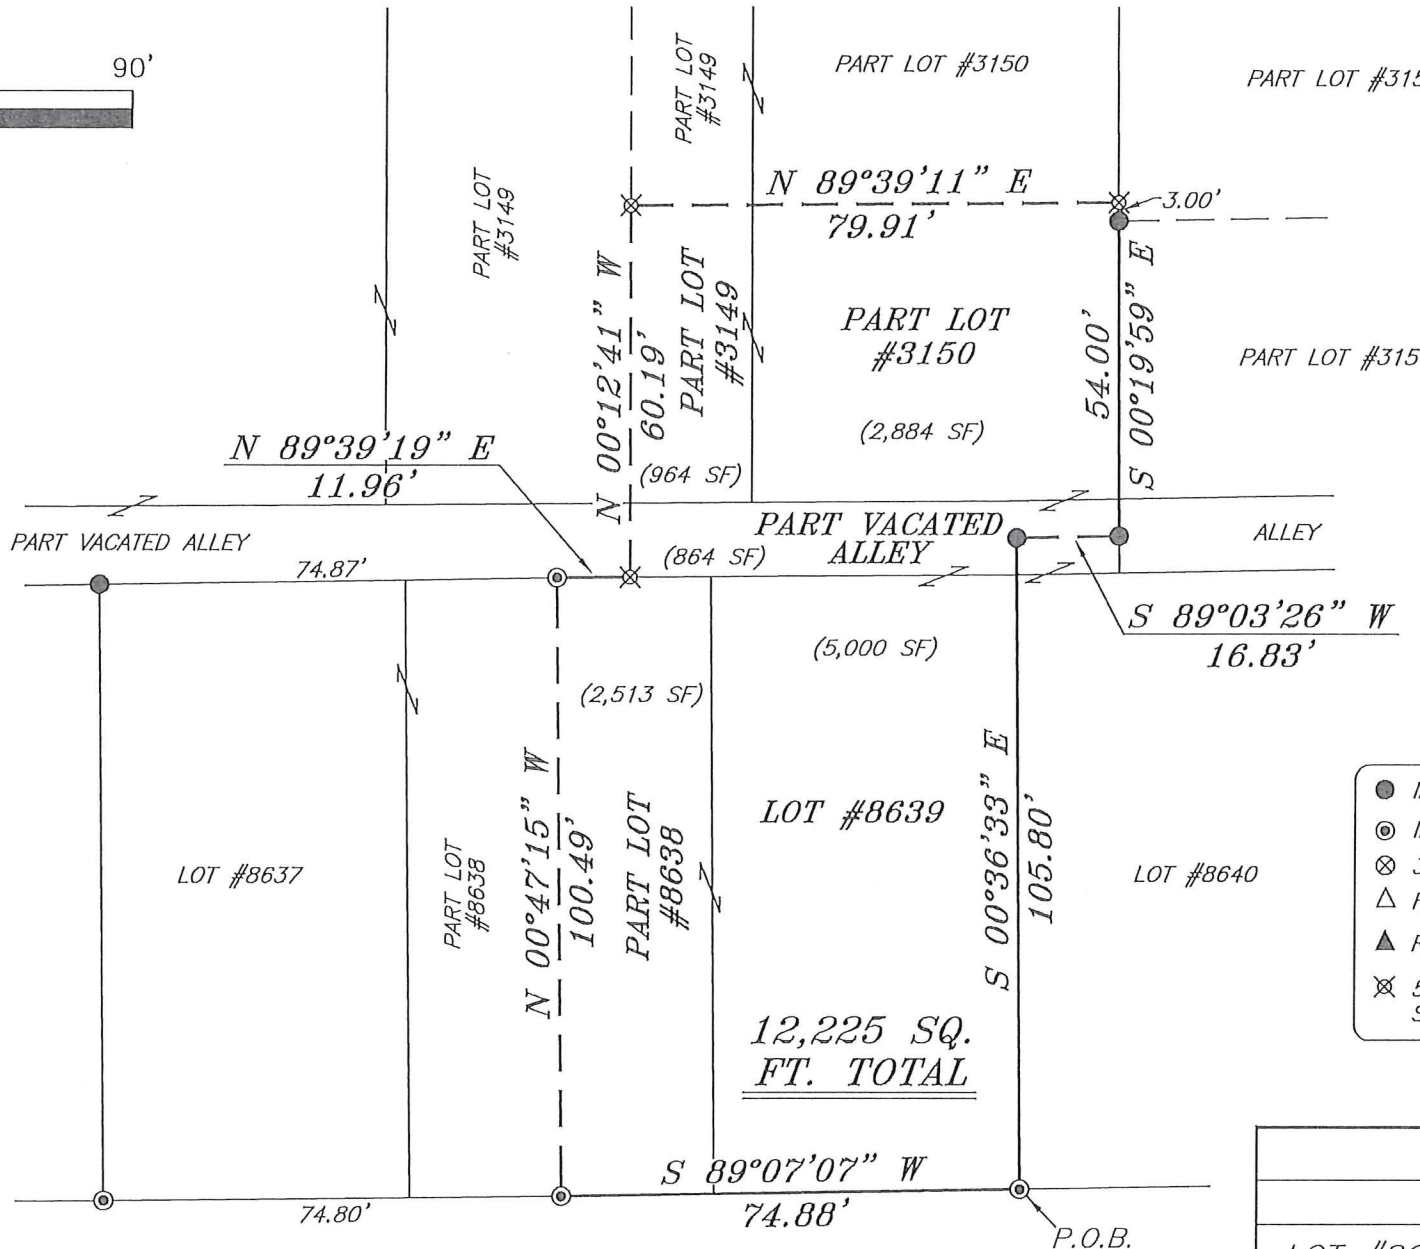 90'
PART LOT
#3149
PART LOT #3150
PART LOT
#3149
N 89°39'11" E
79.91'
3.00'
N 00°12'41" W
60.19'
PART LOT
#3149
PART LOT
#3150
54.00'
S 00°19'59" E
(2,884 SF)
(964 SF)
N 89°39'19" E
11.96'
PART VACATED ALLEY
PART VACATED
ALLEY
(864 SF)
ALLEY
74.87'
S 89°03'26" W
16.83'
(5,000 SF)
(2,513 SF)
LOT #8637
PART LOT
#8638
N 00°47'15" W
100.49'
PART LOT
#8638
LOT #8639
S 00°36'33" E
105.80'
LOT #8640
12,225 SQ.
FT. TOTAL
S 89°07'07" W
74.88'
74.80'
P.O.B.